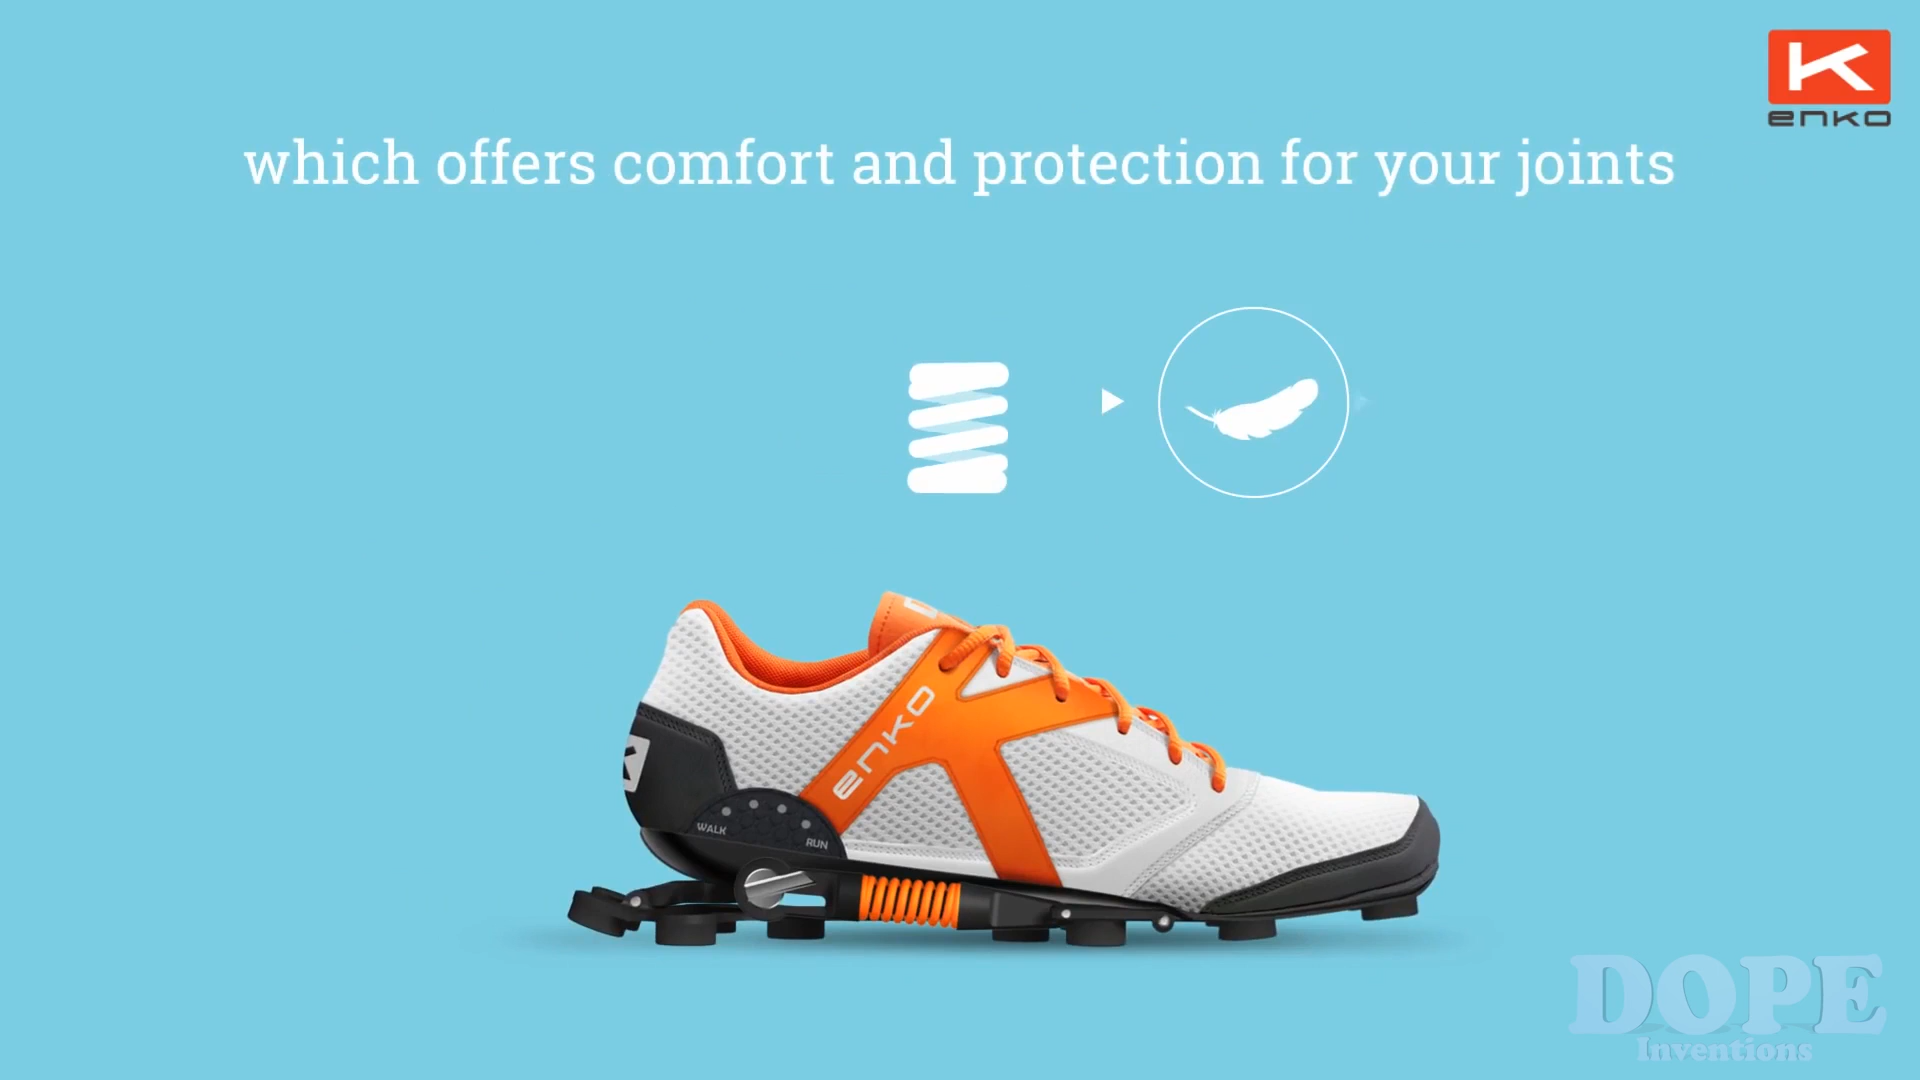 K
enko
which offers comfort and protection for your joints
enko
K
WALK
RUN
DOPE
Inventions